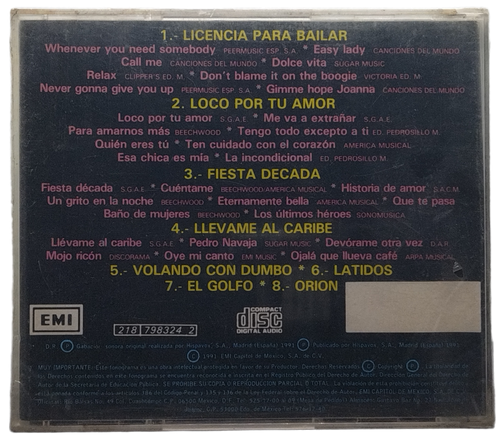 1.- LICENCIA PARA BAILAR
Whenever you need somebody PEERMUSIC ESP. S.A. * Easy lady CANCIONES DEL MUNDO
Call me CANCIONES DEL MUNDO * Dolce vita SUGAR MUSIC
Relax CLIPPER'S ED. M. * Don't blame it on the boogie VICTORIA ED. M.
Never gonna give you up PEERMUSIC ESP. S.A. * Gimme hope Joanna CANCIONES DEL MUNDO
2.- LOCO POR TU AMOR
Loco por tu amor S.G.A.E. * Me va a extrañar S.G.A.E.
Para amarnos más BEECHWOOD * Tengo todo excepto a ti ED. PEDROSILLO M.
Quién eres tú * Ten cuidado con el corazón AMERICA MUSICAL
Esa chica es mía * La incondicional ED. PEDROSILLO M.
3.- FIESTA DECADA
Fiesta década S.G.A.E. * Cuéntame BEECHWOOD/AMERICA MUSICAL * Historia de amor S.A.C.M.
Un grito en la noche BEECHWOOD * Eternamente bella AMERICA MUSICAL * Que te pasa
Baño de mujeres BEECHWOOD * Los últimos héroes SONOMUSICA
4.- LLEVAME AL CARIBE
Llévame al caribe S.G.A.E. * Pedro Navaja SUGAR MUSIC * Devórame otra vez D.A.R.
Mojo ricón DISCORAMA * Oye mi canto EMI MUSIC * Ojalá que llueva café ARPA MUSICAL
5.- VOLANDO CON DUMBO * 6.- LATIDOS
7.- EL GOLFO * 8.- ORION
EMI
COMPACT
disc
DIGITAL AUDIO
218 798324 2